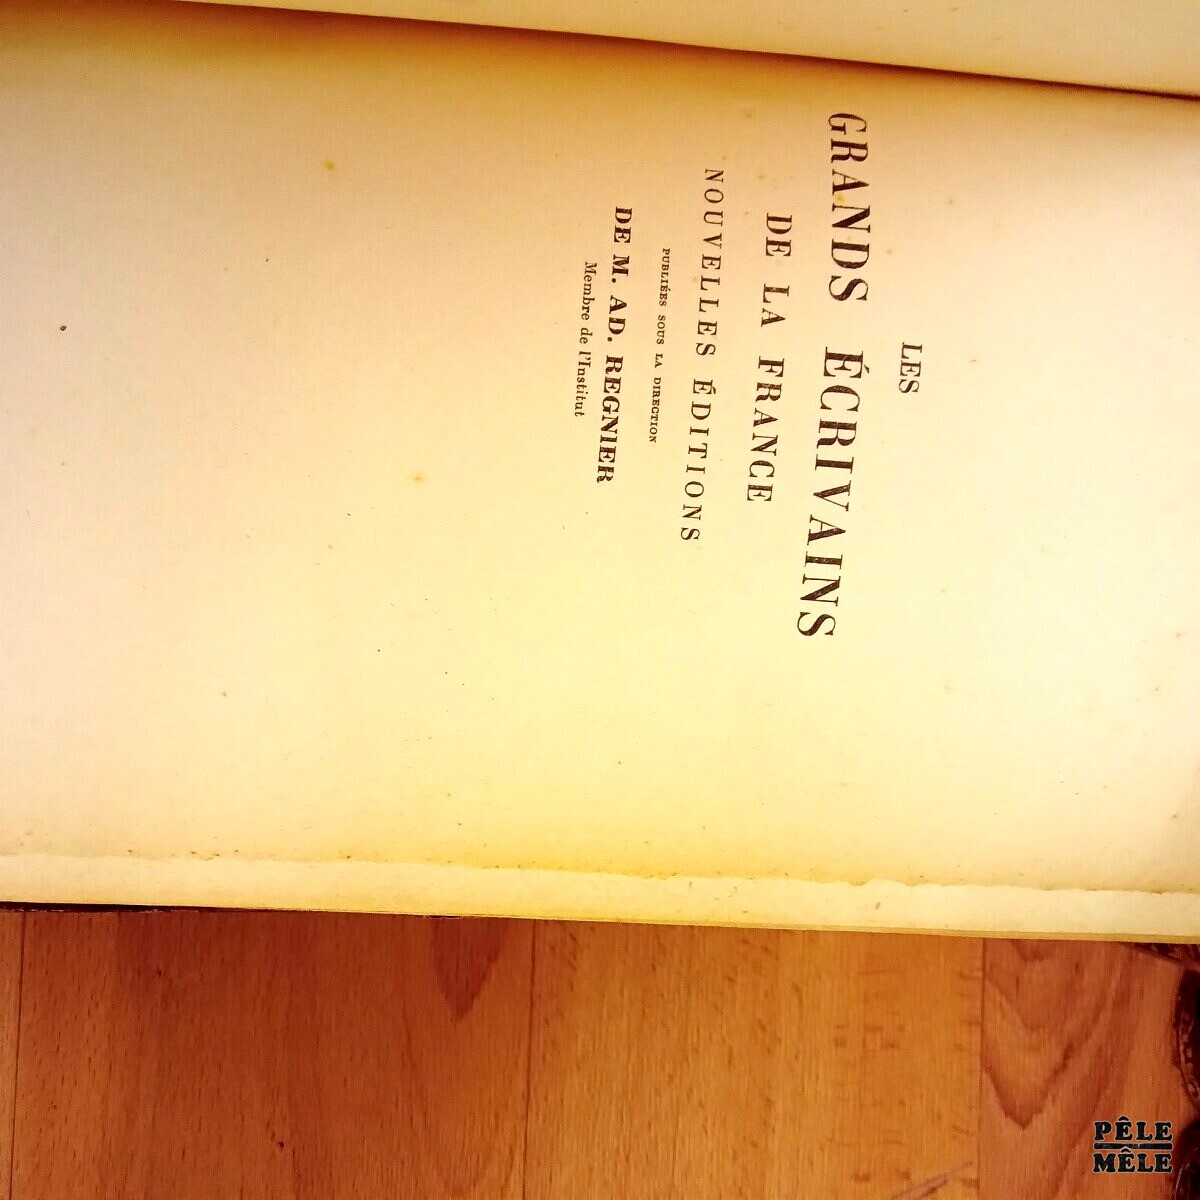 LES
GRANDS ÉCRIVAINS
DE LA FRANCE
NOUVELLES ÉDITIONS
PUBLIÉES SOUS LA DIRECTION
DE M. AD. REGNIER
Membre de l'Institut
PÊLE
MÊLE